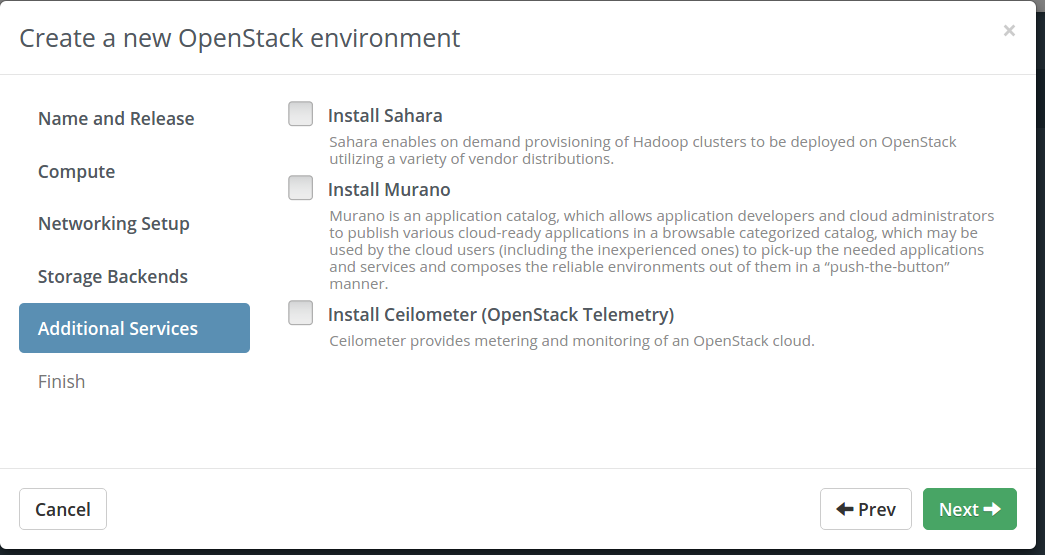 Create a new OpenStack environment
×
Name and Release
Compute
Networking Setup
Storage Backends
Additional Services
Finish
Install Sahara
Sahara enables on demand provisioning of Hadoop clusters to be deployed on OpenStack
utilizing a variety of vendor distributions.
Install Murano
Murano is an application catalog, which allows application developers and cloud administrators
to publish various cloud-ready applications in a browsable categorized catalog, which may be
used by the cloud users (including the inexperienced ones) to pick-up the needed applications
and services and composes the reliable environments out of them in a “push-the-button”
manner.
Install Ceilometer (OpenStack Telemetry)
Ceilometer provides metering and monitoring of an OpenStack cloud.
Cancel
Prev
Next